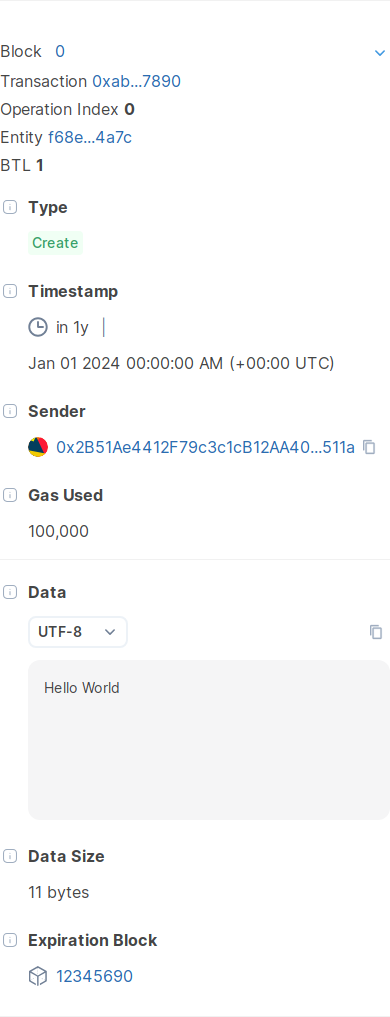 Block 0
Transaction 0xab...7890
Operation Index 0
Entity f68e...4a7c
BTL 1
Type
Create
Timestamp
in 1y
Jan 01 2024 00:00:00 AM (+00:00 UTC)
Sender
0x2B51Ae4412F79c3c1cB12AA40...511a
Gas Used
100,000
Data
UTF-8
Hello World
Data Size
11 bytes
Expiration Block
12345690